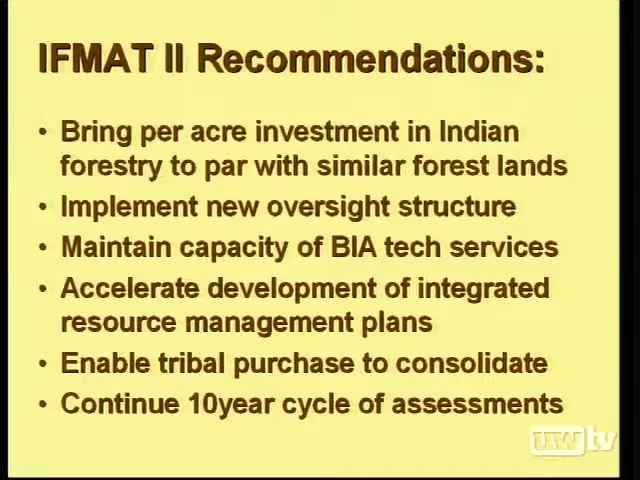 IFMAT II Recommendations:
• Bring per acre investment in Indian
forestry to par with similar forest lands
• Implement new oversight structure
• Maintain capacity of BIA tech services
• Accelerate development of integrated
resource management plans
• Enable tribal purchase to consolidate
• Continue 10year cycle of assessments
uwtv